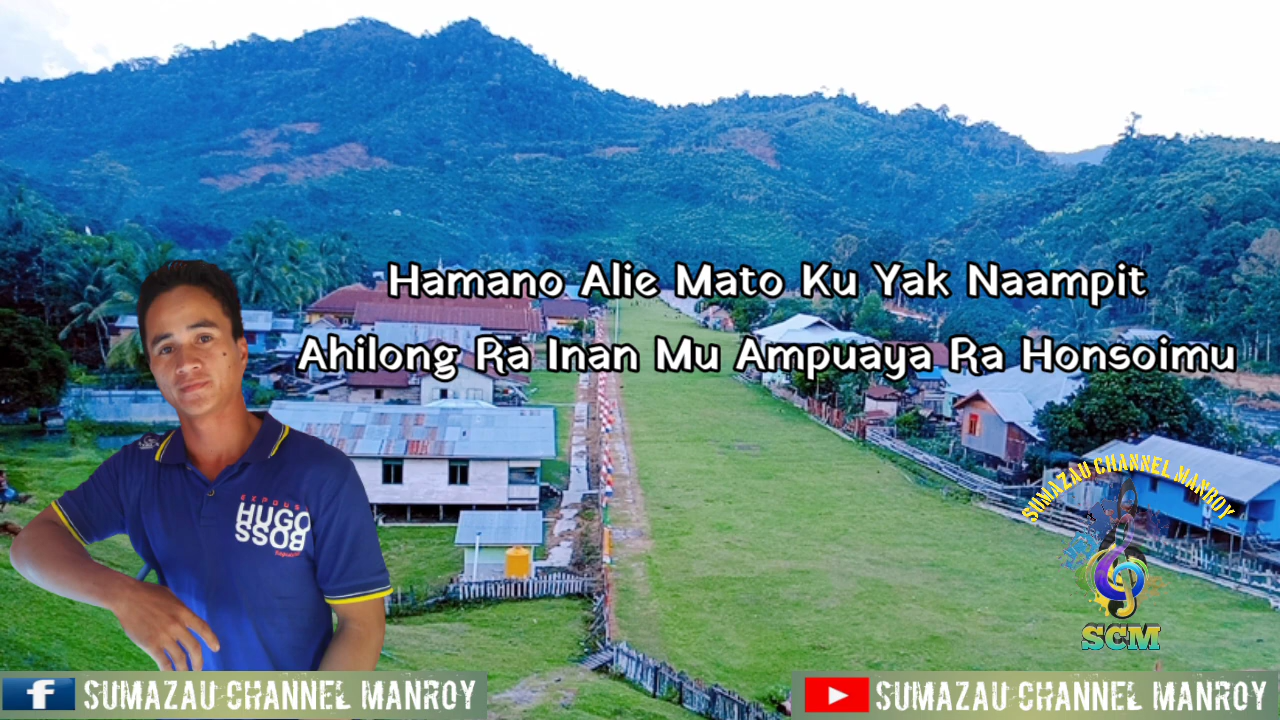 Hamano Alie Mato Ku Yak Naampit
Ahilong Ra Inan Mu Ampuaya Ra Honsoimu
HUGO
BOSS
SUMAZAU CHANNEL MANROY
SCM
f SUMAZAU CHANNEL MANROY
SUMAZAU CHANNEL MANROY